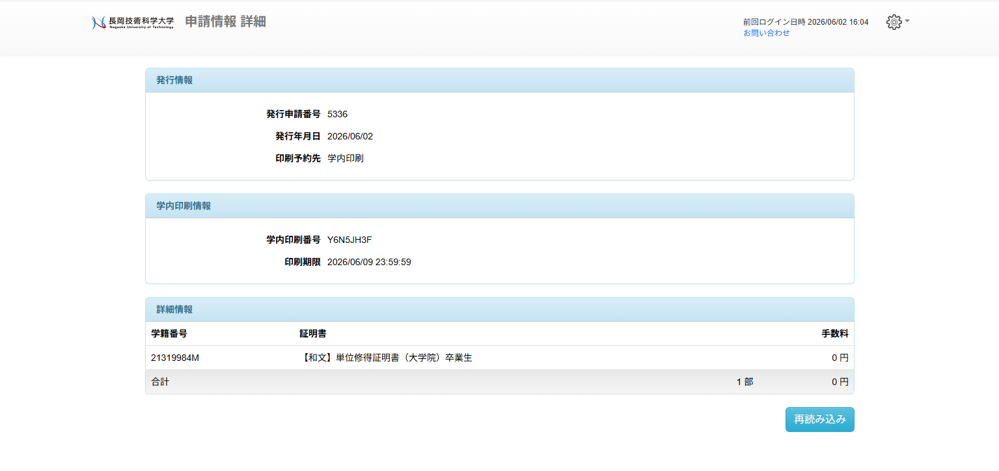 長岡技術科学大学
Nagaoka University of Technology
申請情報 詳細
前回ログイン日時 2026/06/02 16:04
お問い合わせ
発行情報
発行申請番号 5336
発行年月日 2026/06/02
印刷予約先 学内印刷
学内印刷情報
学内印刷番号 Y6N5JH3F
印刷期限 2026/06/09 23:59:59
詳細情報
学籍番号 証明書 手数料
21319984M 【和文】単位修得証明書（大学院）卒業生 0 円
合計 1 部 0 円
再読み込み